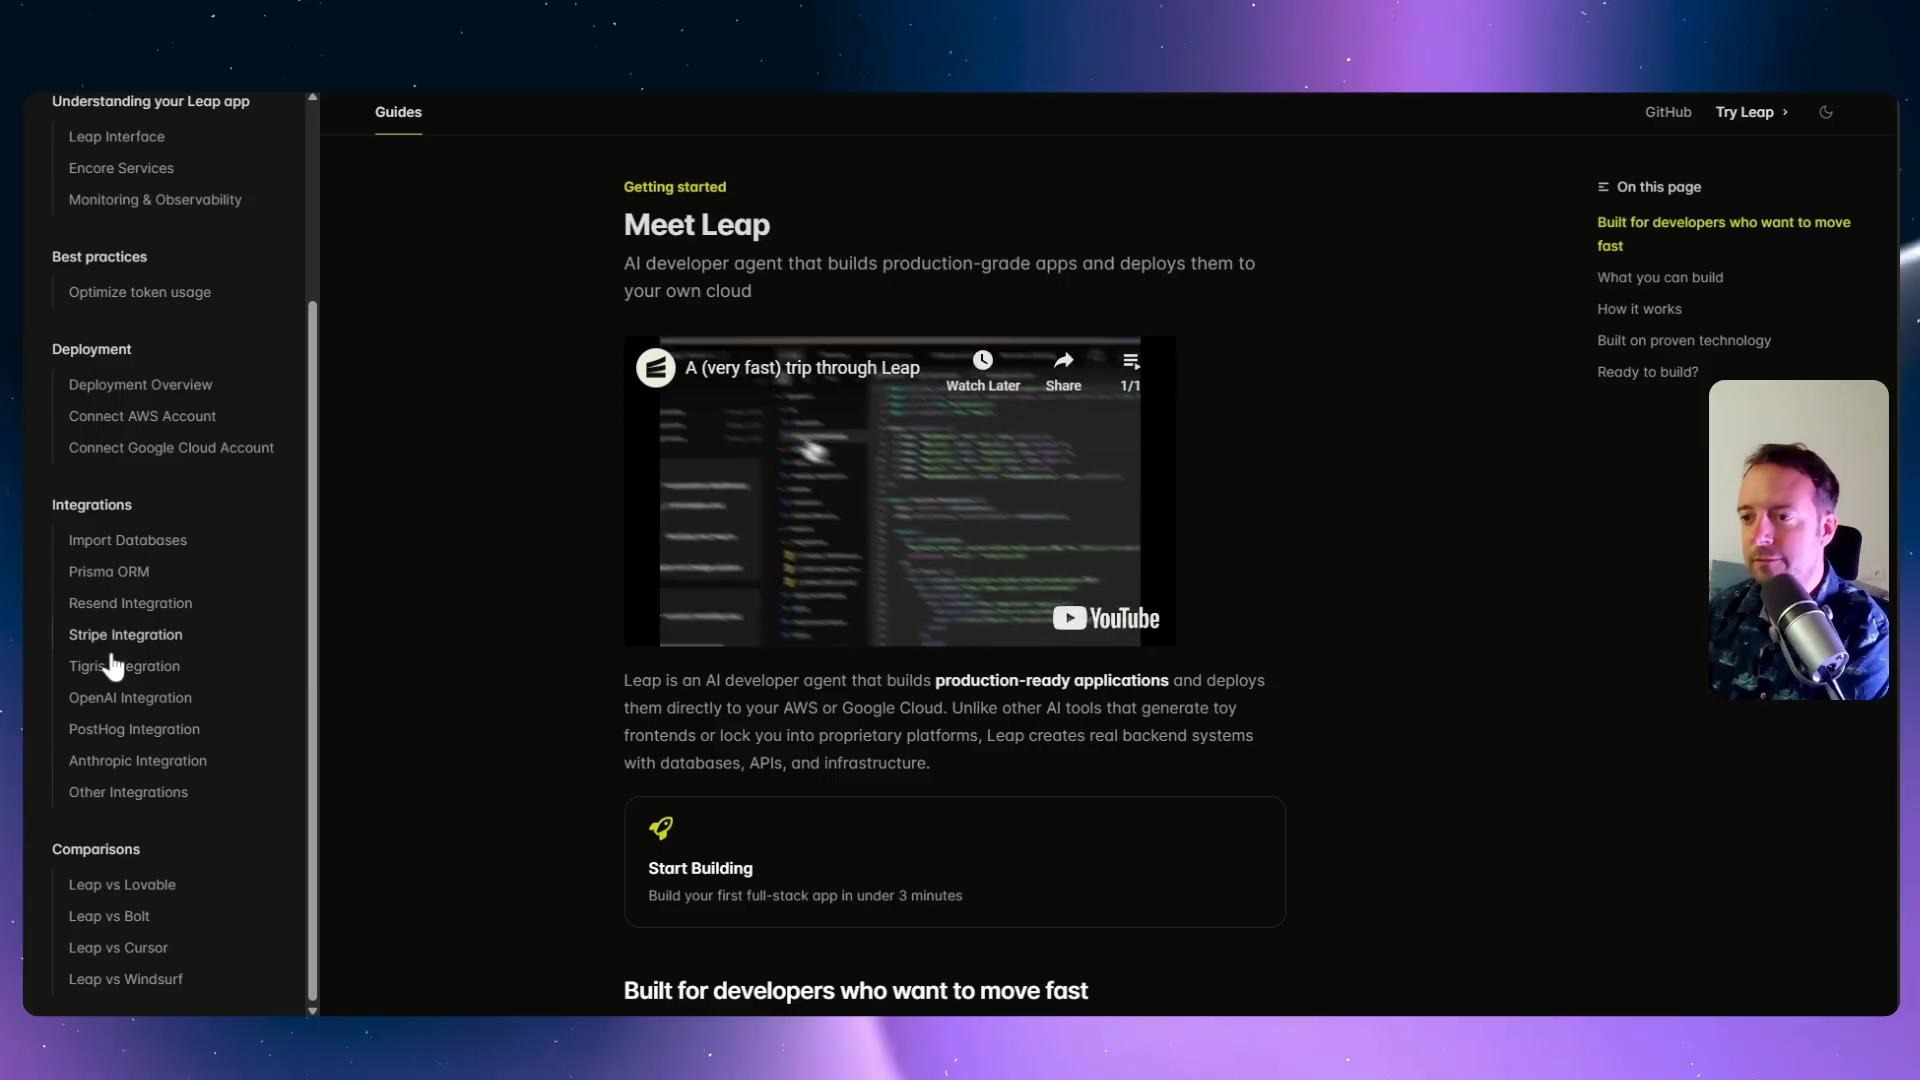 Understanding your Leap app
Leap Interface
Encore Services
Monitoring & Observability
Best practices
Optimize token usage
Deployment
Deployment Overview
Connect AWS Account
Connect Google Cloud Account
Integrations
Import Databases
Prisma ORM
Resend Integration
Stripe Integration
OpenAI Integration
PostHog Integration
Anthropic Integration
Other Integrations
Comparisons
Leap vs Lovable
Leap vs Bolt
Leap vs Cursor
Leap vs Windsurf
Guides
GitHub
Try Leap ›
Getting started
Meet Leap
AI developer agent that builds production-grade apps and deploys them to
your own cloud
A (very fast) trip through Leap
Watch Later
Share
1/1
YouTube
Leap is an AI developer agent that builds production-ready applications and deploys
them directly to your AWS or Google Cloud. Unlike other AI tools that generate toy
frontends or lock you into proprietary platforms, Leap creates real backend systems
with databases, APIs, and infrastructure.
Start Building
Build your first full-stack app in under 3 minutes
Built for developers who want to move fast
On this page
Built for developers who want to move
fast
What you can build
How it works
Built on proven technology
Ready to build?